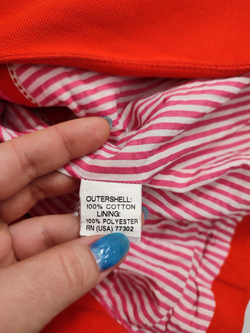 OUTERSHELL:
100% COTTON
LINING:
100% POLYESTER
RN (USA) 77302